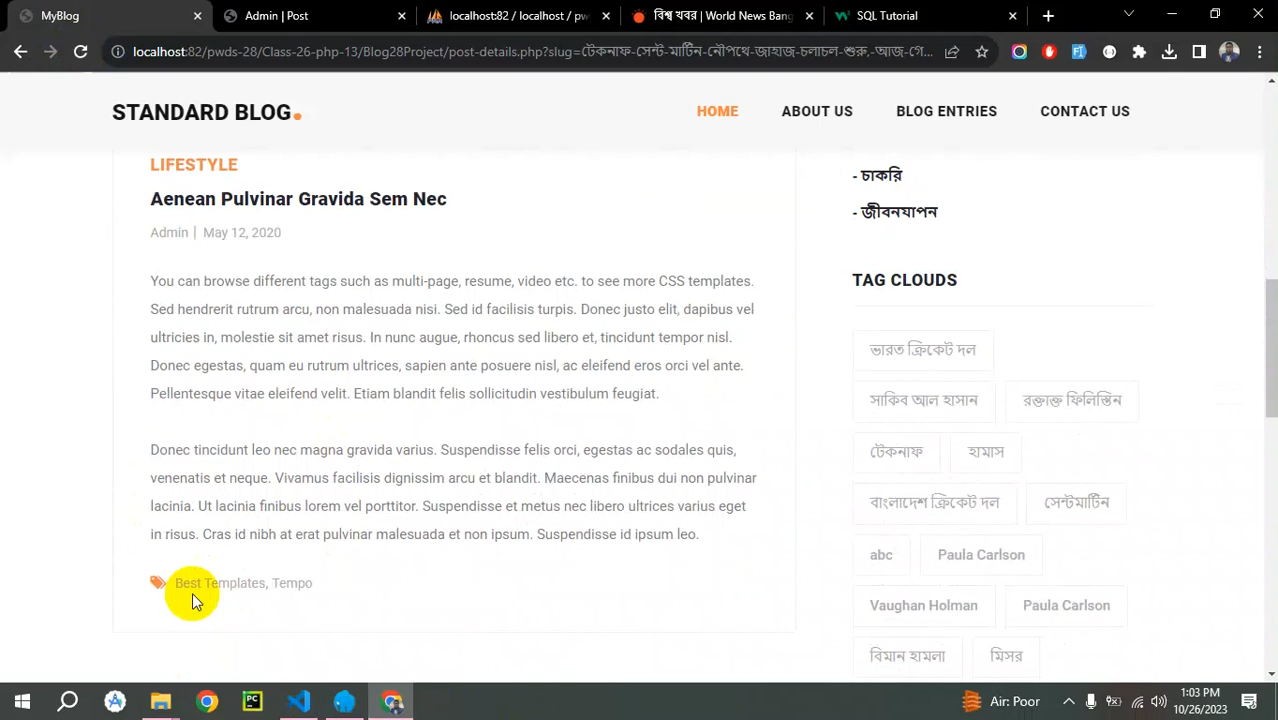 MyBlog
Admin | Post
localhost:82 / localhost / pw
বিশ্ব খবর | World News Bang
SQL Tutorial
localhost:82/pwds-28/Class-26-php-13/Blog28Project/post-details.php?slug=টেকনাফ-সেন্ট-মার্টিন-নৌপথে-জাহাজ-চলাচল-শুরু,-আজ-গে...
STANDARD BLOG.
HOME
ABOUT US
BLOG ENTRIES
CONTACT US
LIFESTYLE
Aenean Pulvinar Gravida Sem Nec
Admin | May 12, 2020
You can browse different tags such as multi-page, resume, video etc. to see more CSS templates.
Sed hendrerit rutrum arcu, non malesuada nisi. Sed id facilisis turpis. Donec justo elit, dapibus vel
ultricies in, molestie sit amet risus. In nunc augue, rhoncus sed libero et, tincidunt tempor nisl.
Donec egestas, quam eu rutrum ultrices, sapien ante posuere nisl, ac eleifend eros orci vel ante.
Pellentesque vitae eleifend velit. Etiam blandit felis sollicitudin vestibulum feugiat.
Donec tincidunt leo nec magna gravida varius. Suspendisse felis orci, egestas ac sodales quis,
venenatis et neque. Vivamus facilisis dignissim arcu et blandit. Maecenas finibus dui non pulvinar
lacinia. Ut lacinia finibus lorem vel porttitor. Suspendisse et metus nec libero ultrices varius eget
in risus. Cras id nibh at erat pulvinar malesuada et non ipsum. Suspendisse id ipsum leo.
Best Templates, Tempo
- চাকরি
- জীবনযাপন
TAG CLOUDS
ভারত ক্রিকেট দল
সাকিব আল হাসান
রক্তাক্ত ফিলিস্তিন
টেকনাফ
হামাস
বাংলাদেশ ক্রিকেট দল
সেন্টমার্টিন
abc
Paula Carlson
Vaughan Holman
Paula Carlson
বিমান হামলা
মিসর
Air: Poor
1:03 PM
10/26/2023